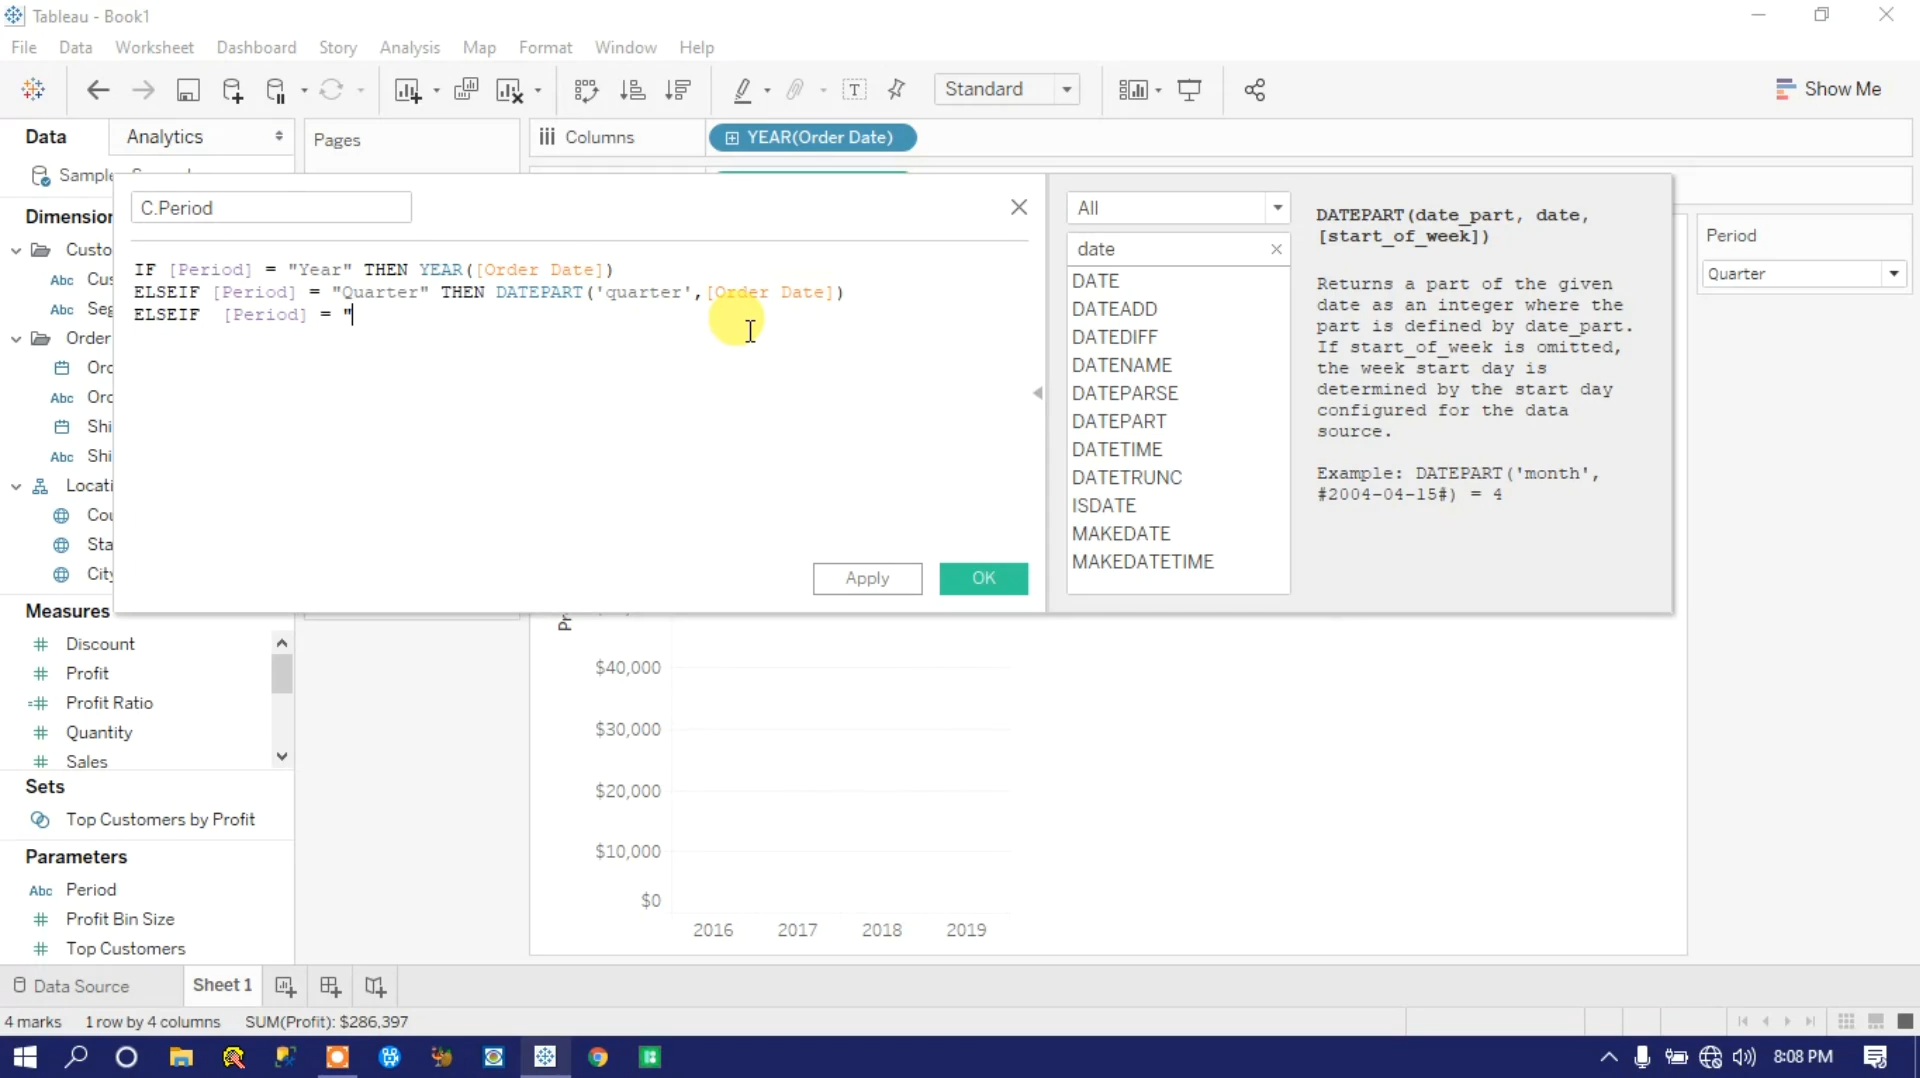 Tableau - Book1
File Data Worksheet Dashboard Story Analysis Map Format Window Help
Standard
Show Me
Data Analytics
Pages
Columns
YEAR(Order Date)
Sample
Dimension
Custo
Cus
Seg
Order
Ord
Ord
Shi
Shi
Locati
Cou
Sta
City
C.Period
IF [Period] = "Year" THEN YEAR([Order Date])
ELSEIF [Period] = "Quarter" THEN DATEPART('quarter',[Order Date])
ELSEIF [Period] = "
Apply
OK
All
date
DATE
DATEADD
DATEDIFF
DATENAME
DATEPARSE
DATEPART
DATETIME
DATETRUNC
ISDATE
MAKEDATE
MAKEDATETIME
DATEPART(date_part, date,
[start_of_week])
Returns a part of the given
date as an integer where the
part is defined by date_part.
If start_of_week is omitted,
the week start day is
determined by the start day
configured for the data
source.
Example: DATEPART('month',
#2004-04-15#) = 4
Period
Quarter
Measures
Discount
Profit
Profit Ratio
Quantity
Sales
Sets
Top Customers by Profit
Parameters
Abc Period
Profit Bin Size
Top Customers
Pr
$40,000
$30,000
$20,000
$10,000
$0
2016 2017 2018 2019
Data Source
Sheet 1
4 marks 1 row by 4 columns SUM(Profit): $286,397
8:08 PM